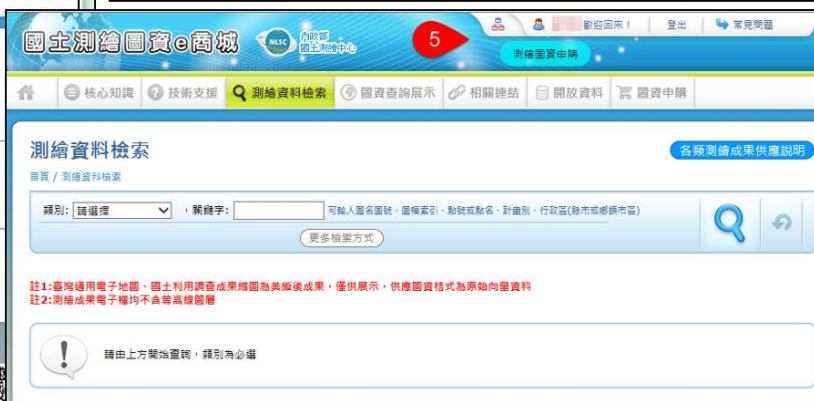 國土測繪圖資e商城 NLSC 內政部 國土測繪中心
5
歡迎回來! 登出 常見問題
測繪圖資申購
核心知識 技術支援 測繪資料檢索 圖資查詢展示 相關連結 開放資料 圖資申購
測繪資料檢索
各類測繪成果供應說明
首頁 / 測繪資料檢索
類別: 請選擇 ,關鍵字: 可輸入圖名圖號、圖幅索引、點號或點名、計畫別、行政區(縣市或鄉鎮市區)
更多檢索方式
註1:臺灣通用電子地圖、國土利用調查成果縮圖為美編後成果,僅供展示,供應圖資格式為原始向量資料
註2:測繪成果電子檔均不含等高線圖層
請由上方開始查詢,類別為必選